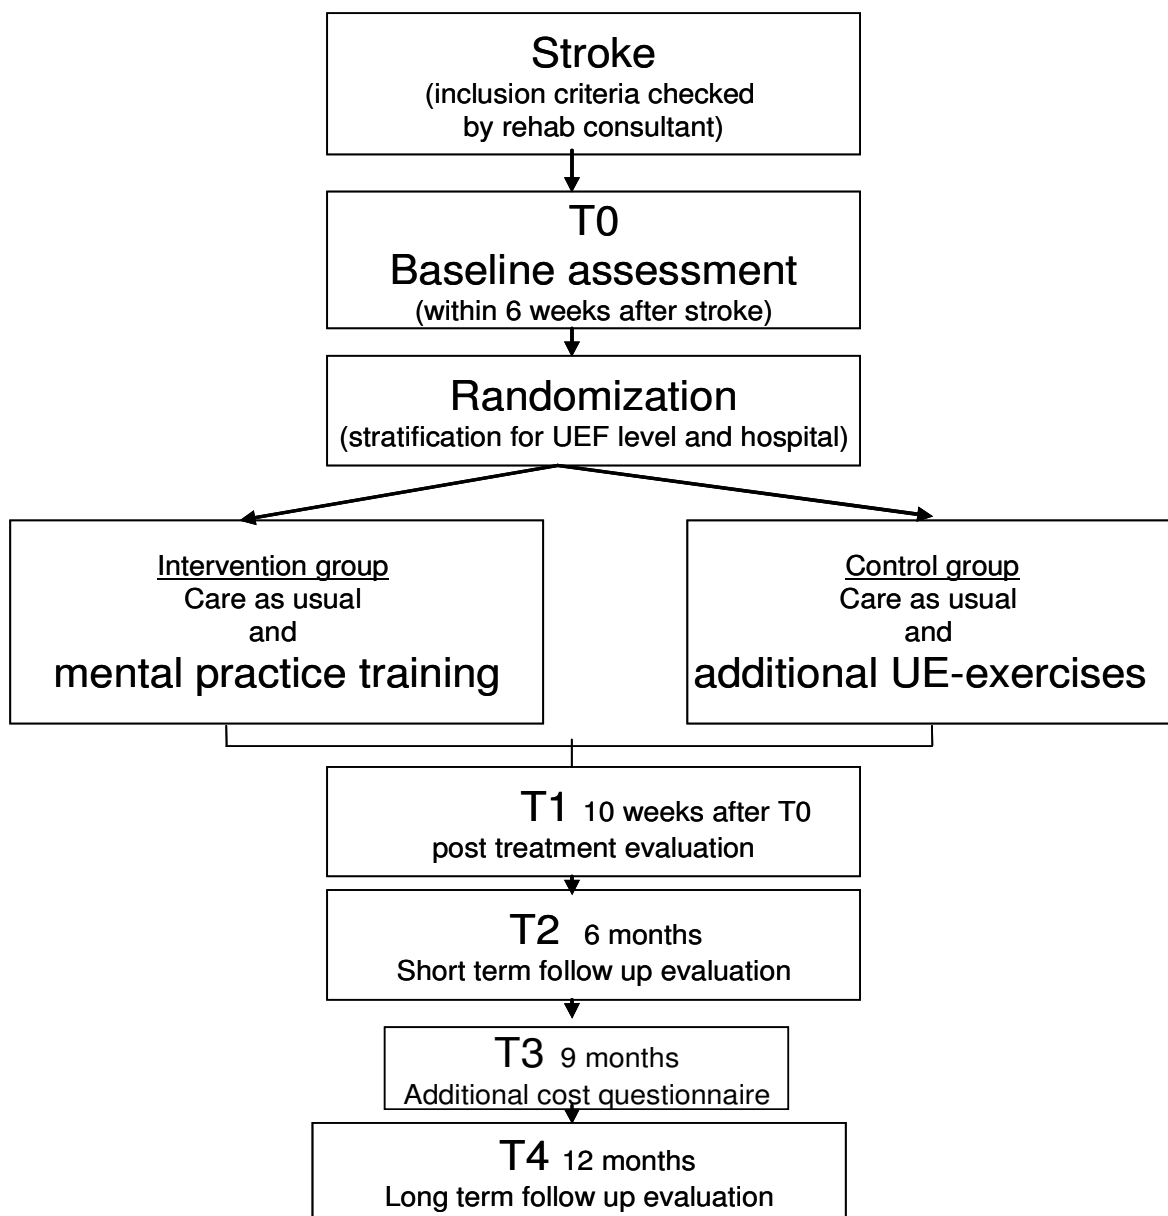 Stroke
(inclusion criteria checked
by rehab consultant)
T0
Baseline assessment
(within 6 weeks after stroke)
Randomization
(stratification for UEF level and hospital)
Intervention group
Care as usual
and
mental practice training
Control group
Care as usual
and
additional UE-exercises
T1 10 weeks after T0
post treatment evaluation
T2 6 months
Short term follow up evaluation
T3 9 months
Additional cost questionnaire
T4 12 months
Long term follow up evaluation